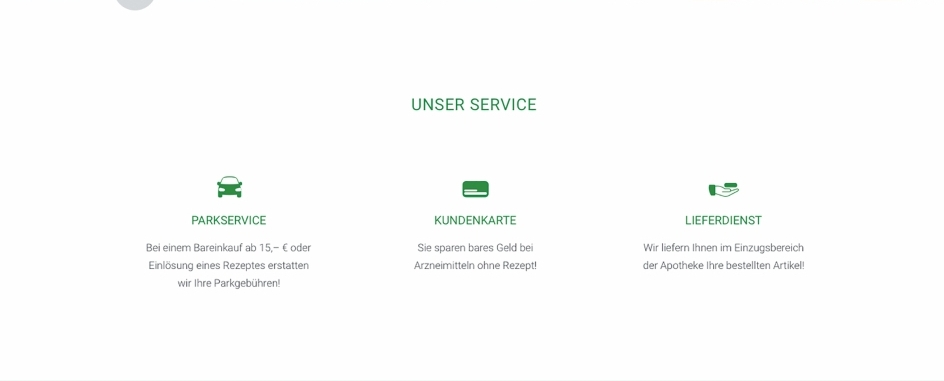 UNSER SERVICE
PARKSERVICE
Bei einem Bareinkauf ab 15,– € oder
Einlösung eines Rezeptes erstatten
wir Ihre Parkgebühren!
KUNDENKARTE
Sie sparen bares Geld bei
Arzneimitteln ohne Rezept!
LIEFERDIENST
Wir liefern Ihnen im Einzugsbereich
der Apotheke Ihre bestellten Artikel!